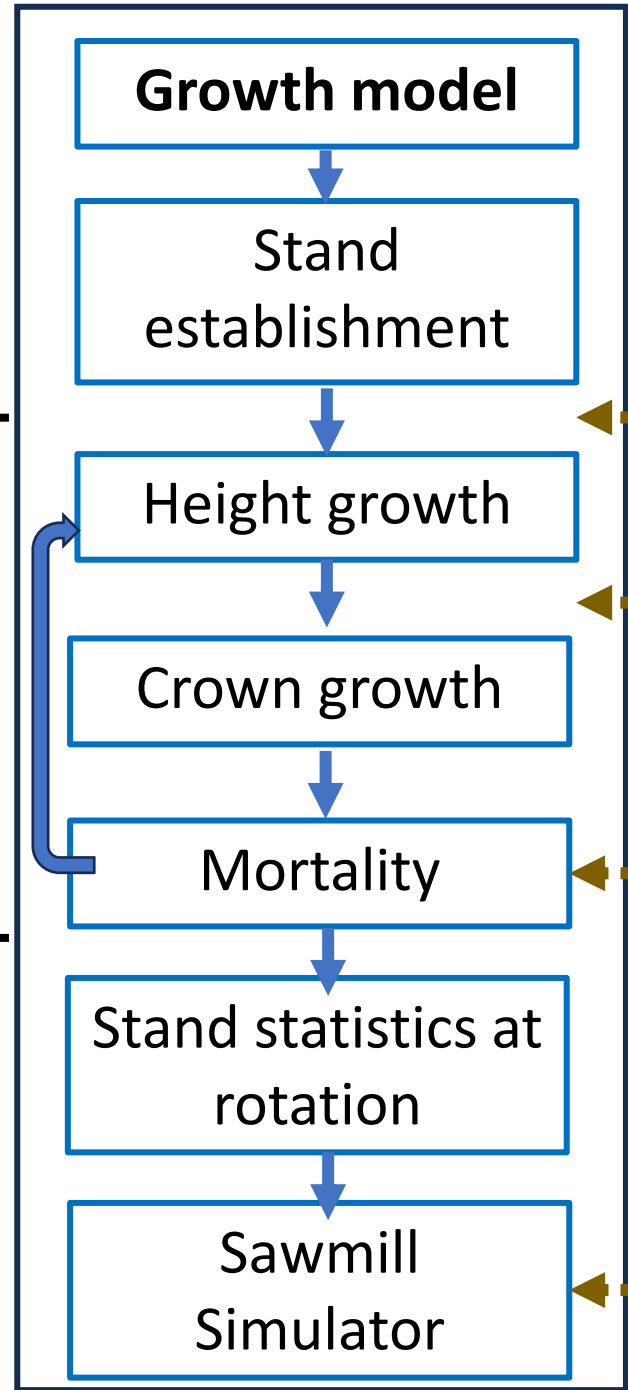 Growth model
Stand
establishment
Height growth
Crown growth
Mortality
Stand statistics at
rotation
Sawmill
Simulator